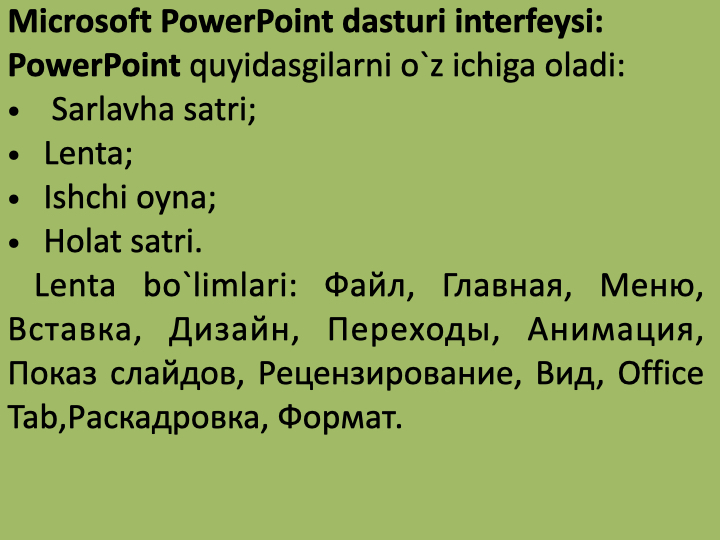 Microsoft PowerPoint dasturi interfeysi:
PowerPoint quyidasgilarni o`z ichiga oladi:
• Sarlavha satri;
• Lenta;
• Ishchi oyna;
• Holat satri.
Lenta bo`limlari: Файл, Главная, Меню,
Вставка, Дизайн, Переходы, Анимация,
Показ слайдов, Рецензирование, Вид, Office
Tab,Раскадровка, Формат.